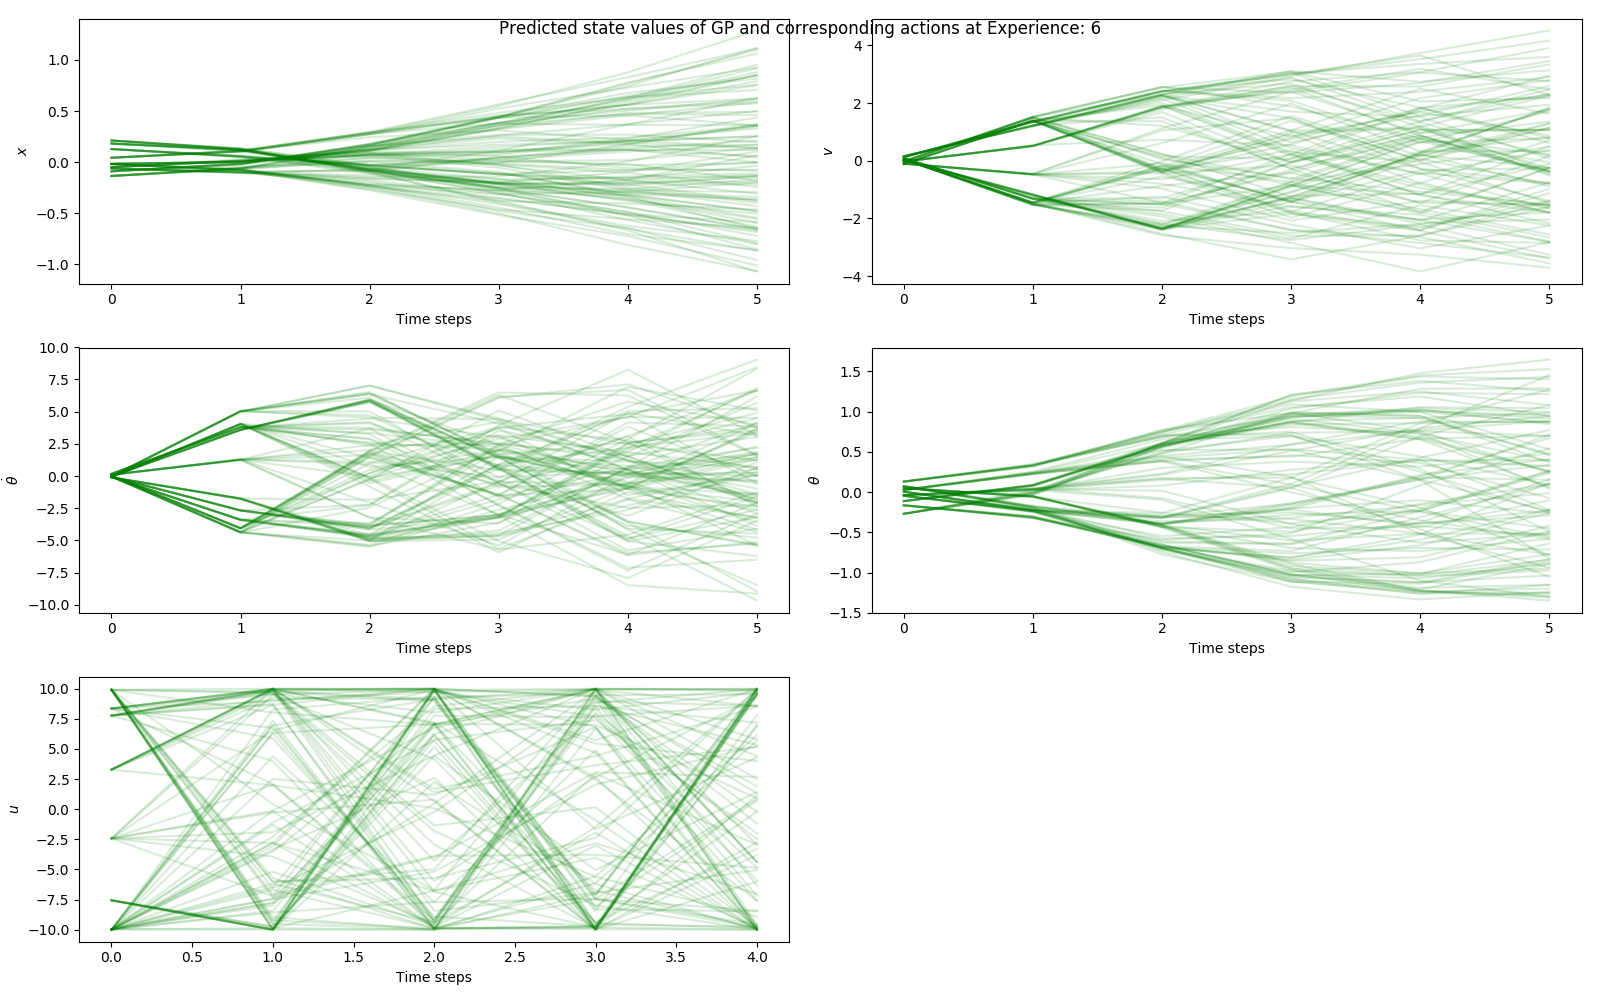 Predicted state values of GP and corresponding actions at Experience: 6
1.0
0.5
0.0
−0.5
−1.0
x
0 1 2 3 4 5
Time steps
4
2
0
−2
−4
v
0 1 2 3 4 5
Time steps
10.0
7.5
5.0
2.5
0.0
−2.5
−5.0
−7.5
−10.0
θ̇
0 1 2 3 4 5
Time steps
1.5
1.0
0.5
0.0
−0.5
−1.0
−1.5
θ
0 1 2 3 4 5
Time steps
10.0
7.5
5.0
2.5
0.0
−2.5
−5.0
−7.5
−10.0
u
0.0 0.5 1.0 1.5 2.0 2.5 3.0 3.5 4.0
Time steps